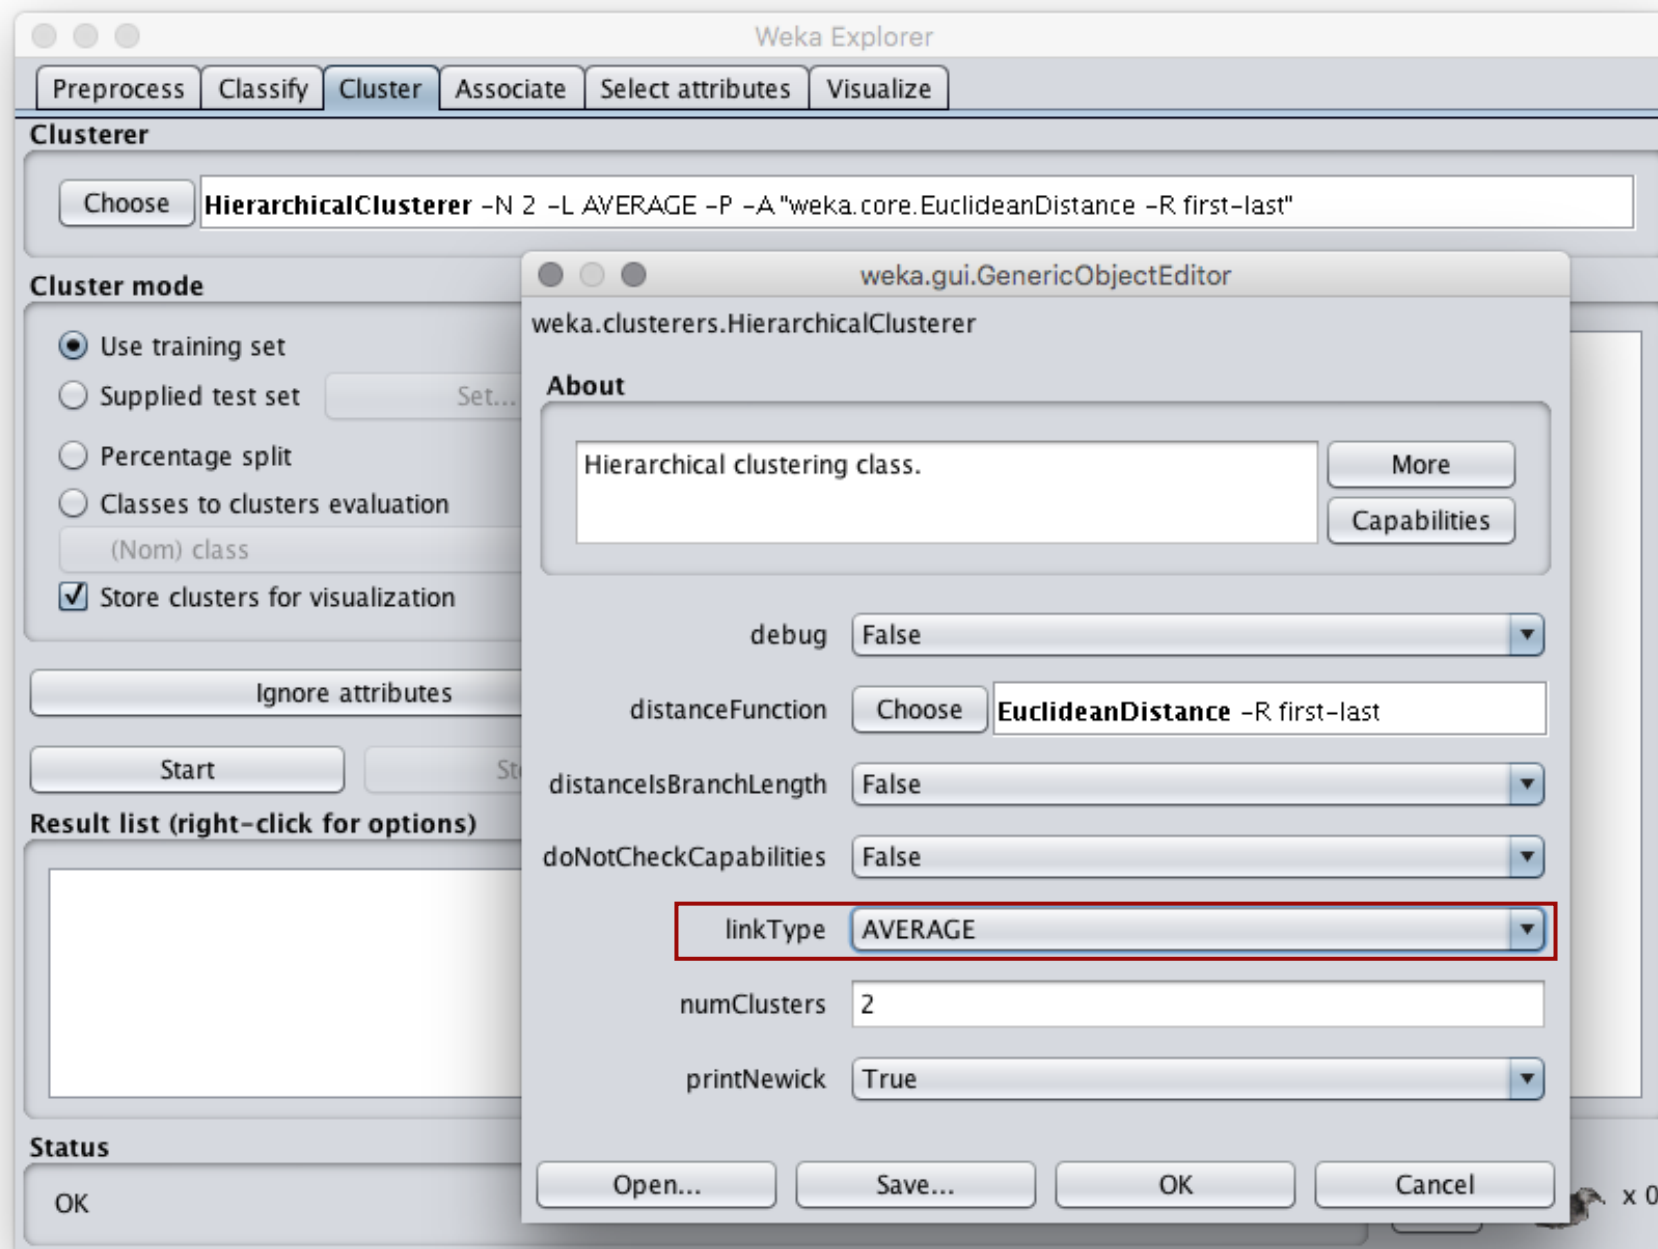 Weka Explorer
Preprocess Classify Cluster Associate Select attributes Visualize
Clusterer
Choose HierarchicalClusterer -N 2 -L AVERAGE -P -A "weka.core.EuclideanDistance -R first-last"
Cluster mode
Use training set
Supplied test set Set...
Percentage split
Classes to clusters evaluation
(Nom) class
Store clusters for visualization
Ignore attributes
Start
Result list (right-click for options)
Status
OK
weka.gui.GenericObjectEditor
weka.clusterers.HierarchicalClusterer
About
Hierarchical clustering class.
More
Capabilities
debug False
distanceFunction Choose EuclideanDistance -R first-last
distanceIsBranchLength False
doNotCheckCapabilities False
linkType AVERAGE
numClusters 2
printNewick True
Open... Save... OK Cancel
x 0